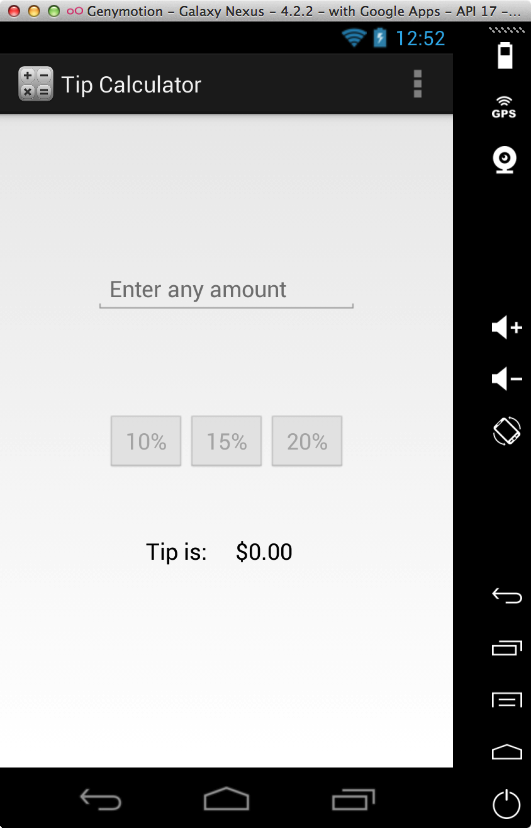 Genymotion – Galaxy Nexus – 4.2.2 – with Google Apps – API 17 –...
12:52
Tip Calculator
GPS
Enter any amount
10% 15% 20%
Tip is: $0.00